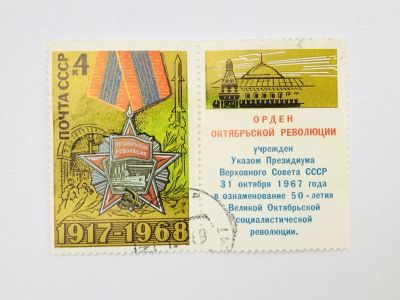 ПОЧТА СССР
4 к
ОКТЯБРЬСКАЯ
РЕВОЛЮЦИЯ
1917-1968
ОРДЕН
ОКТЯБРЬСКОЙ РЕВОЛЮЦИИ
учрежден
Указом Президиума
Верховного Совета СССР
31 октября 1967 года
в ознаменование 50-летия
Великой Октябрьской
социалистической
революции.